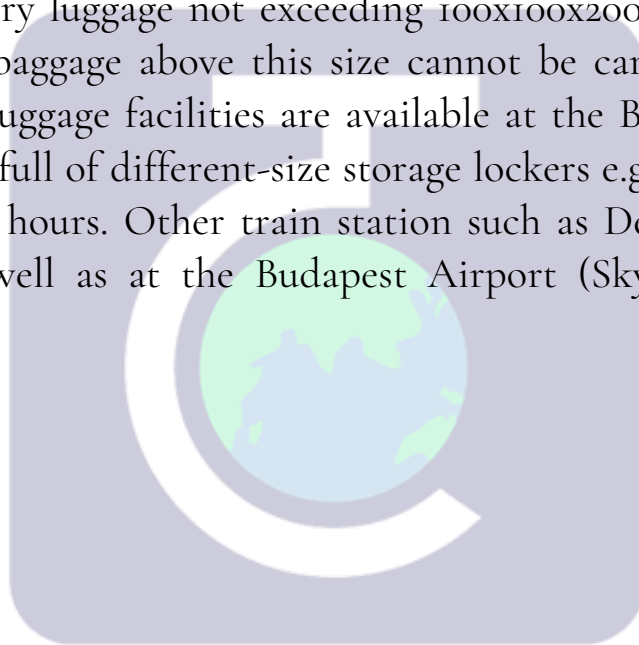 ry luggage not exceeding 100x100x200
baggage above this size cannot be car
uggage facilities are available at the B
full of different-size storage lockers e.g
hours. Other train station such as De
well as at the Budapest Airport (Sky